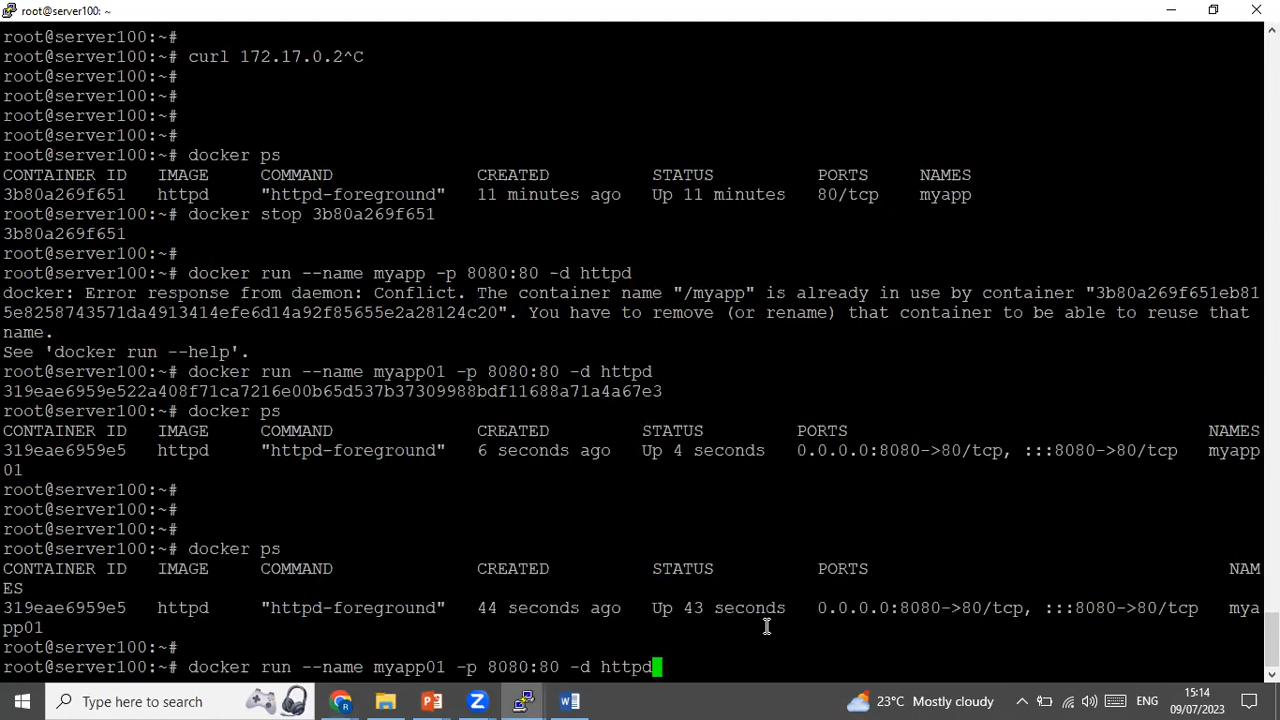 root@server100: ~
root@server100:~#
root@server100:~# curl 172.17.0.2^C
root@server100:~#
root@server100:~#
root@server100:~#
root@server100:~#
root@server100:~# docker ps
CONTAINER ID IMAGE COMMAND CREATED STATUS PORTS NAMES
3b80a269f651 httpd "httpd-foreground" 11 minutes ago Up 11 minutes 80/tcp myapp
root@server100:~# docker stop 3b80a269f651
3b80a269f651
root@server100:~#
root@server100:~# docker run --name myapp -p 8080:80 -d httpd
docker: Error response from daemon: Conflict. The container name "/myapp" is already in use by container "3b80a269f651eb81
5e8258743571da4913414efe6d14a92f85655e2a28124c20". You have to remove (or rename) that container to be able to reuse that
name.
See 'docker run --help'.
root@server100:~# docker run --name myapp01 -p 8080:80 -d httpd
319eae6959e522a408f71ca7216e00b65d537b37309988bdf11688a71a4a67e3
root@server100:~# docker ps
CONTAINER ID IMAGE COMMAND CREATED STATUS PORTS NAMES
319eae6959e5 httpd "httpd-foreground" 6 seconds ago Up 4 seconds 0.0.0.0:8080->80/tcp, :::8080->80/tcp myapp
01
root@server100:~#
root@server100:~#
root@server100:~#
root@server100:~# docker ps
CONTAINER ID IMAGE COMMAND CREATED STATUS PORTS NAM
ES
319eae6959e5 httpd "httpd-foreground" 44 seconds ago Up 43 seconds 0.0.0.0:8080->80/tcp, :::8080->80/tcp mya
pp01
root@server100:~#
root@server100:~# docker run --name myapp01 -p 8080:80 -d httpd
Type here to search
23°C Mostly cloudy
ENG
15:14
09/07/2023